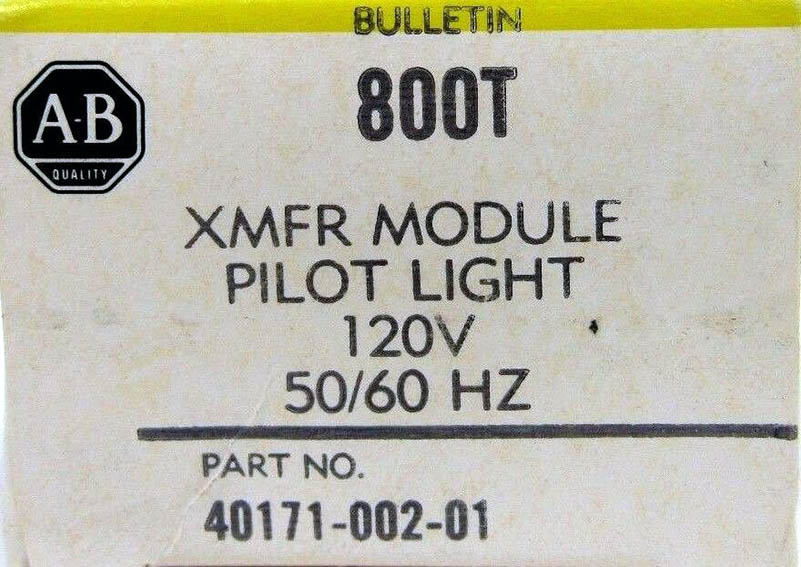 BULLETIN
800T
A-B
QUALITY
XMFR MODULE
PILOT LIGHT
120V
50/60 HZ
PART NO.
40171-002-01